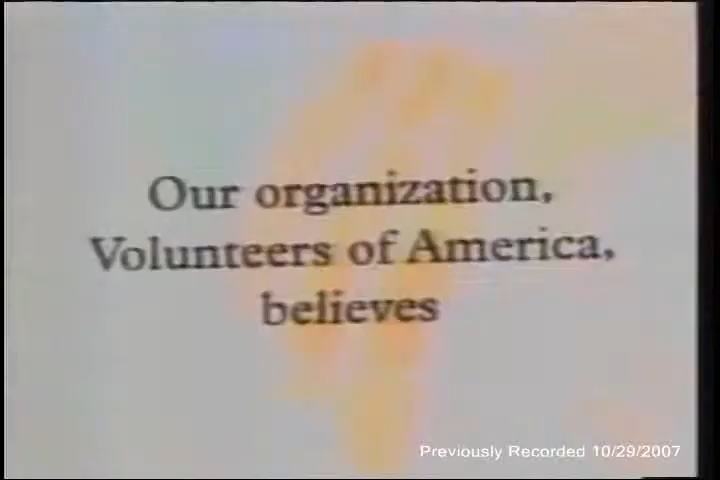 Our organization,
Volunteers of America,
believes
Previously Recorded 10/29/2007